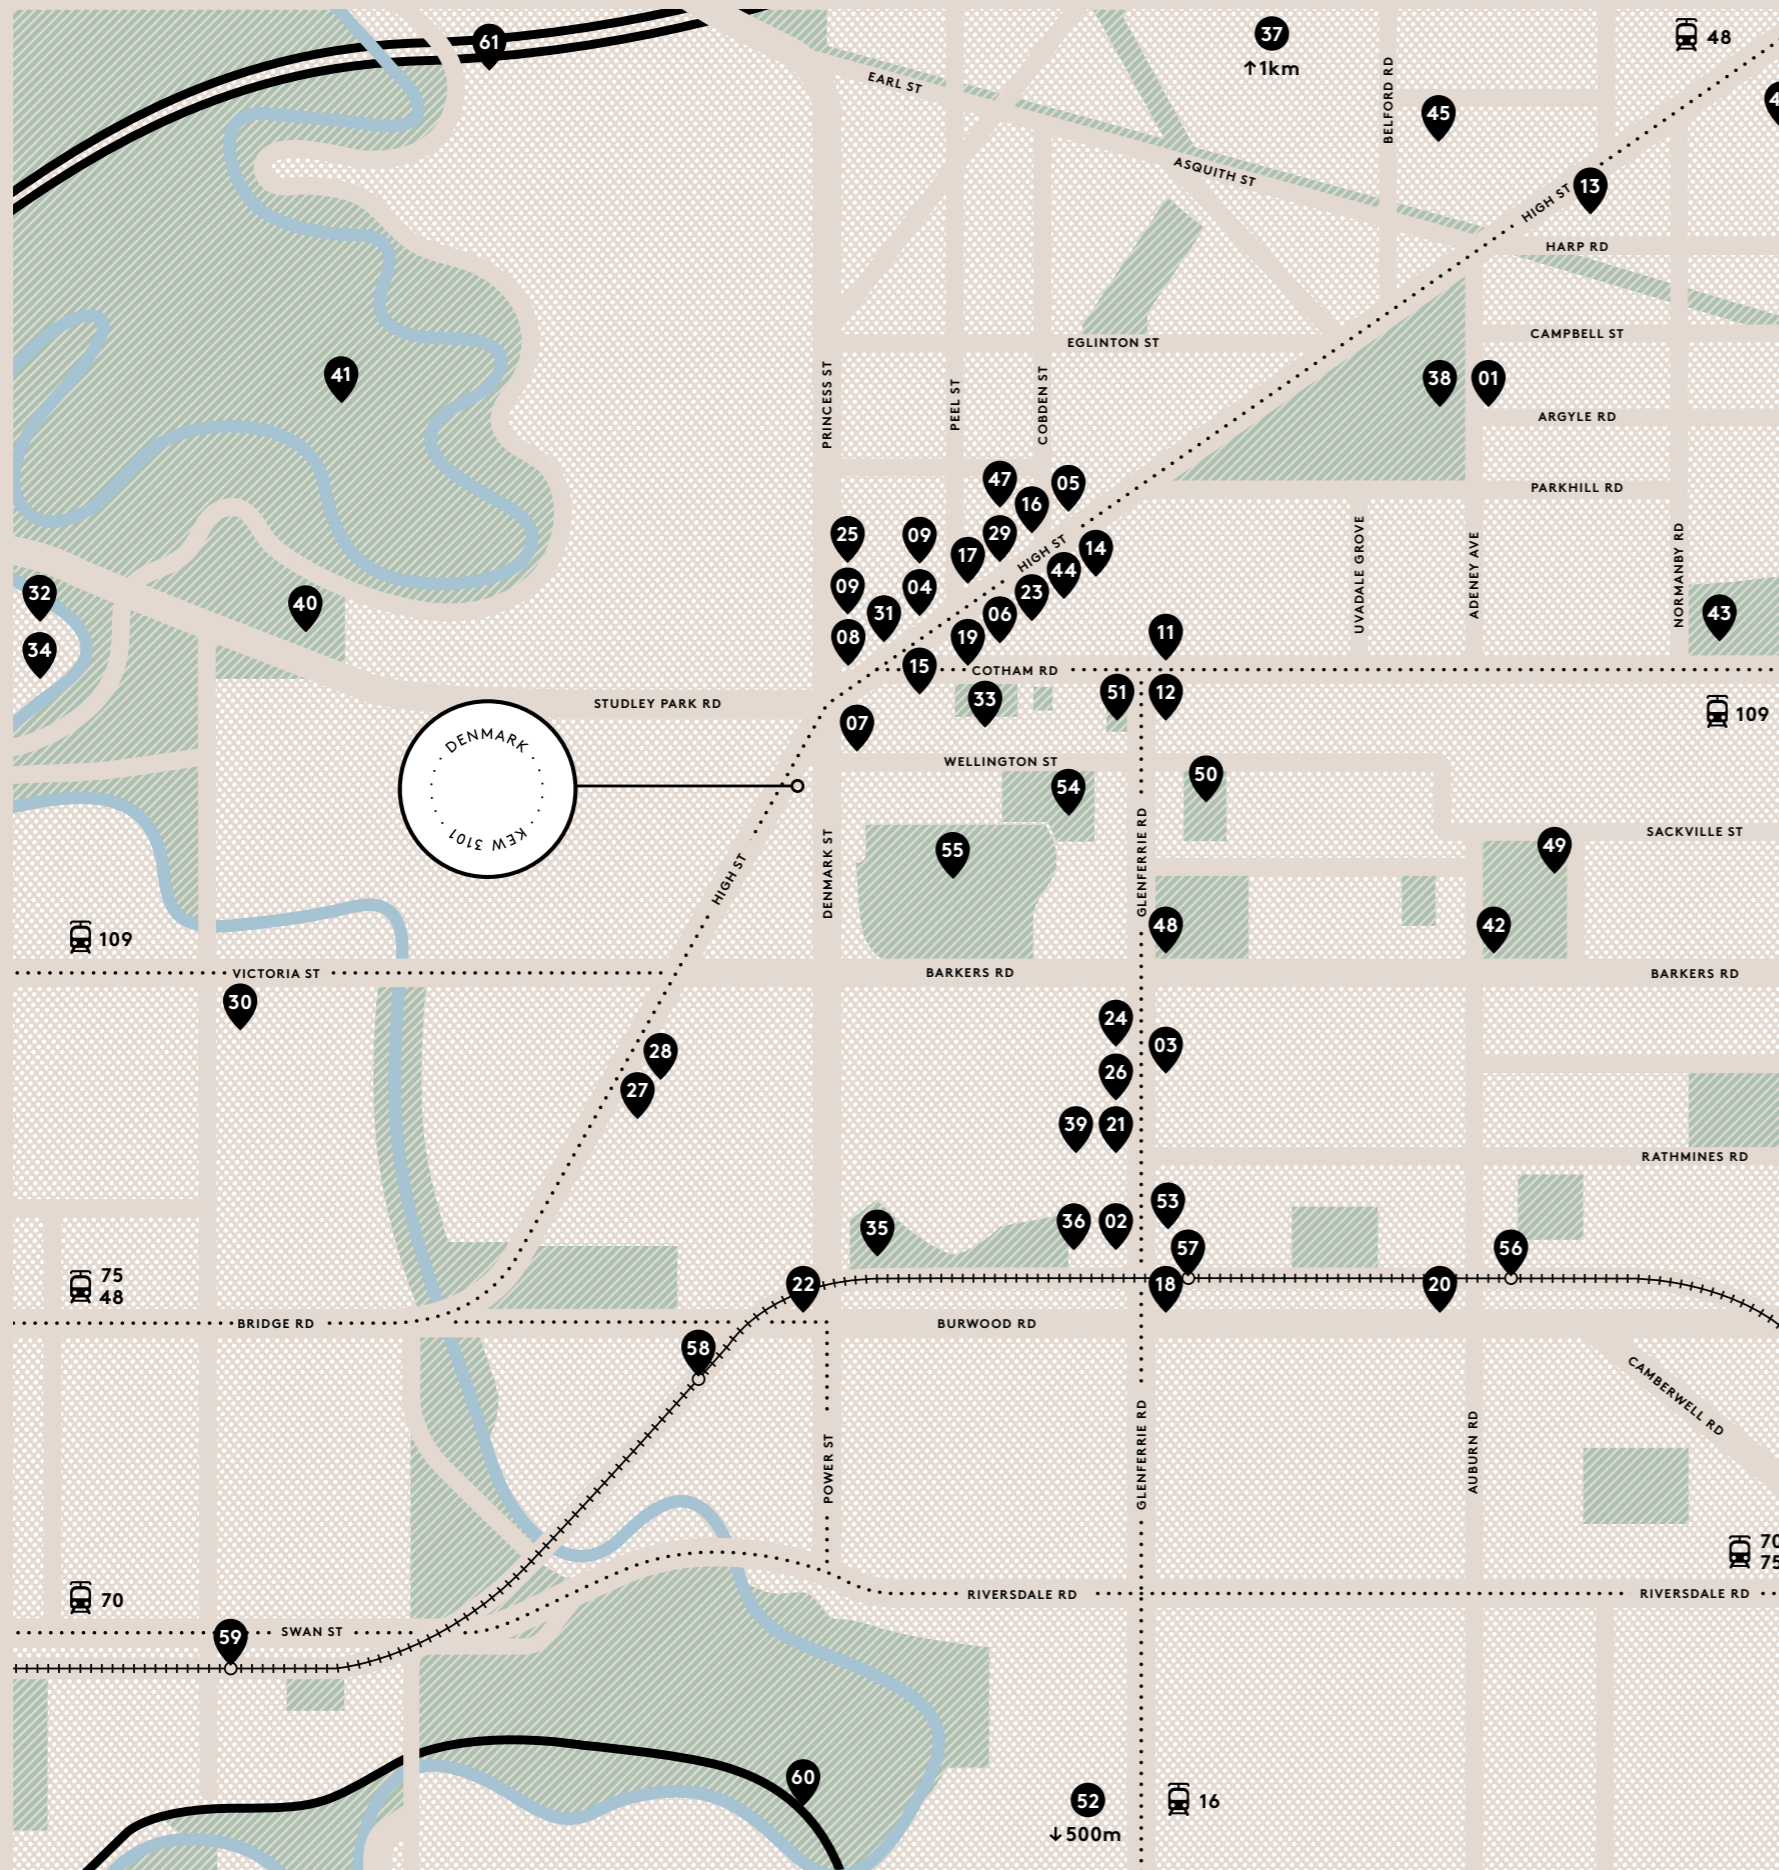 61
37
↑1km
48
EARL ST
BELFORD RD
45
ASQUITH ST
HIGH ST
13
HARP RD
CAMPBELL ST
EGLINTON ST
41
PRINCESS ST
PEEL ST
COBDEN ST
38
01
ARGYLE RD
47
05
16
PARKHILL RD
25
09
29
17
HIGH ST
14
44
UVADALE GROVE
ADENEY AVE
NORMANBY RD
32
40
09
04
23
31
06
43
34
08
19
11
15
COTHAM RD
STUDLEY PARK RD
33
51
12
07
109
DENMARK
KEW 3101
WELLINGTON ST
54
50
HIGH ST
DENMARK ST
55
GLENFERRIE RD
SACKVILLE ST
49
48
42
109
VICTORIA ST
BARKERS RD
BARKERS RD
30
24
28
03
27
26
39
21
RATHMINES RD
53
35
36
02
57
56
75
48
22
18
20
BRIDGE RD
BURWOOD RD
58
CAMBERWELL RD
POWER ST
GLENFERRIE RD
AUBURN RD
70
75
70
RIVERSDALE RD
RIVERSDALE RD
59
SWAN ST
60
52
↓500m
16